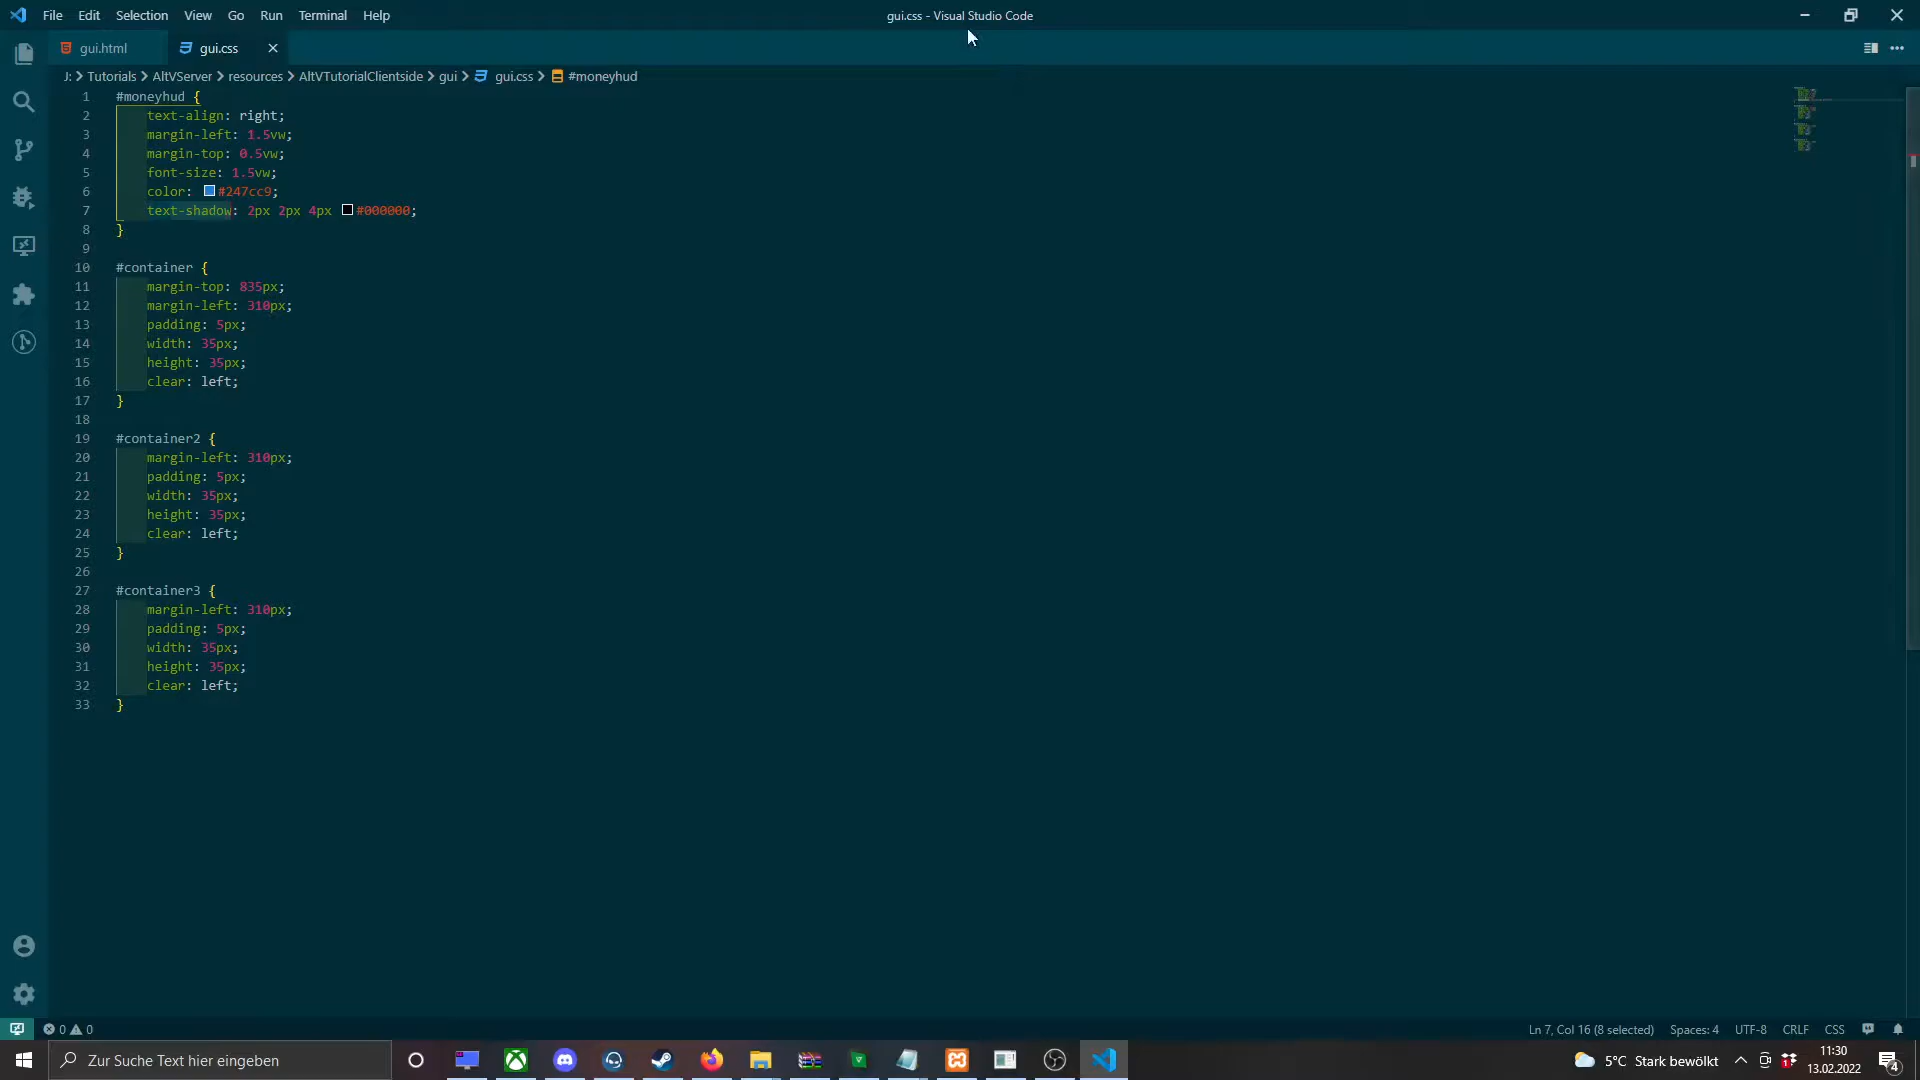 File Edit Selection View Go Run Terminal Help
gui.css - Visual Studio Code
gui.html gui.css
J: Tutorials AltVServer resources AltVTutorialClientside gui gui.css #moneyhud
1 #moneyhud {
2 text-align: right;
3 margin-left: 1.5vw;
4 margin-top: 0.5vw;
5 font-size: 1.5vw;
6 color: #247cc9;
7 text-shadow: 2px 2px 4px #000000;
8 }
9
10 #container {
11 margin-top: 835px;
12 margin-left: 310px;
13 padding: 5px;
14 width: 35px;
15 height: 35px;
16 clear: left;
17 }
18
19 #container2 {
20 margin-left: 310px;
21 padding: 5px;
22 width: 35px;
23 height: 35px;
24 clear: left;
25 }
26
27 #container3 {
28 margin-left: 310px;
29 padding: 5px;
30 width: 35px;
31 height: 35px;
32 clear: left;
33 }
0 0
Ln 7, Col 16 (8 selected) Spaces: 4 UTF-8 CRLF CSS
Zur Suche Text hier eingeben
5°C Stark bewölkt
11:30
13.02.2022
4